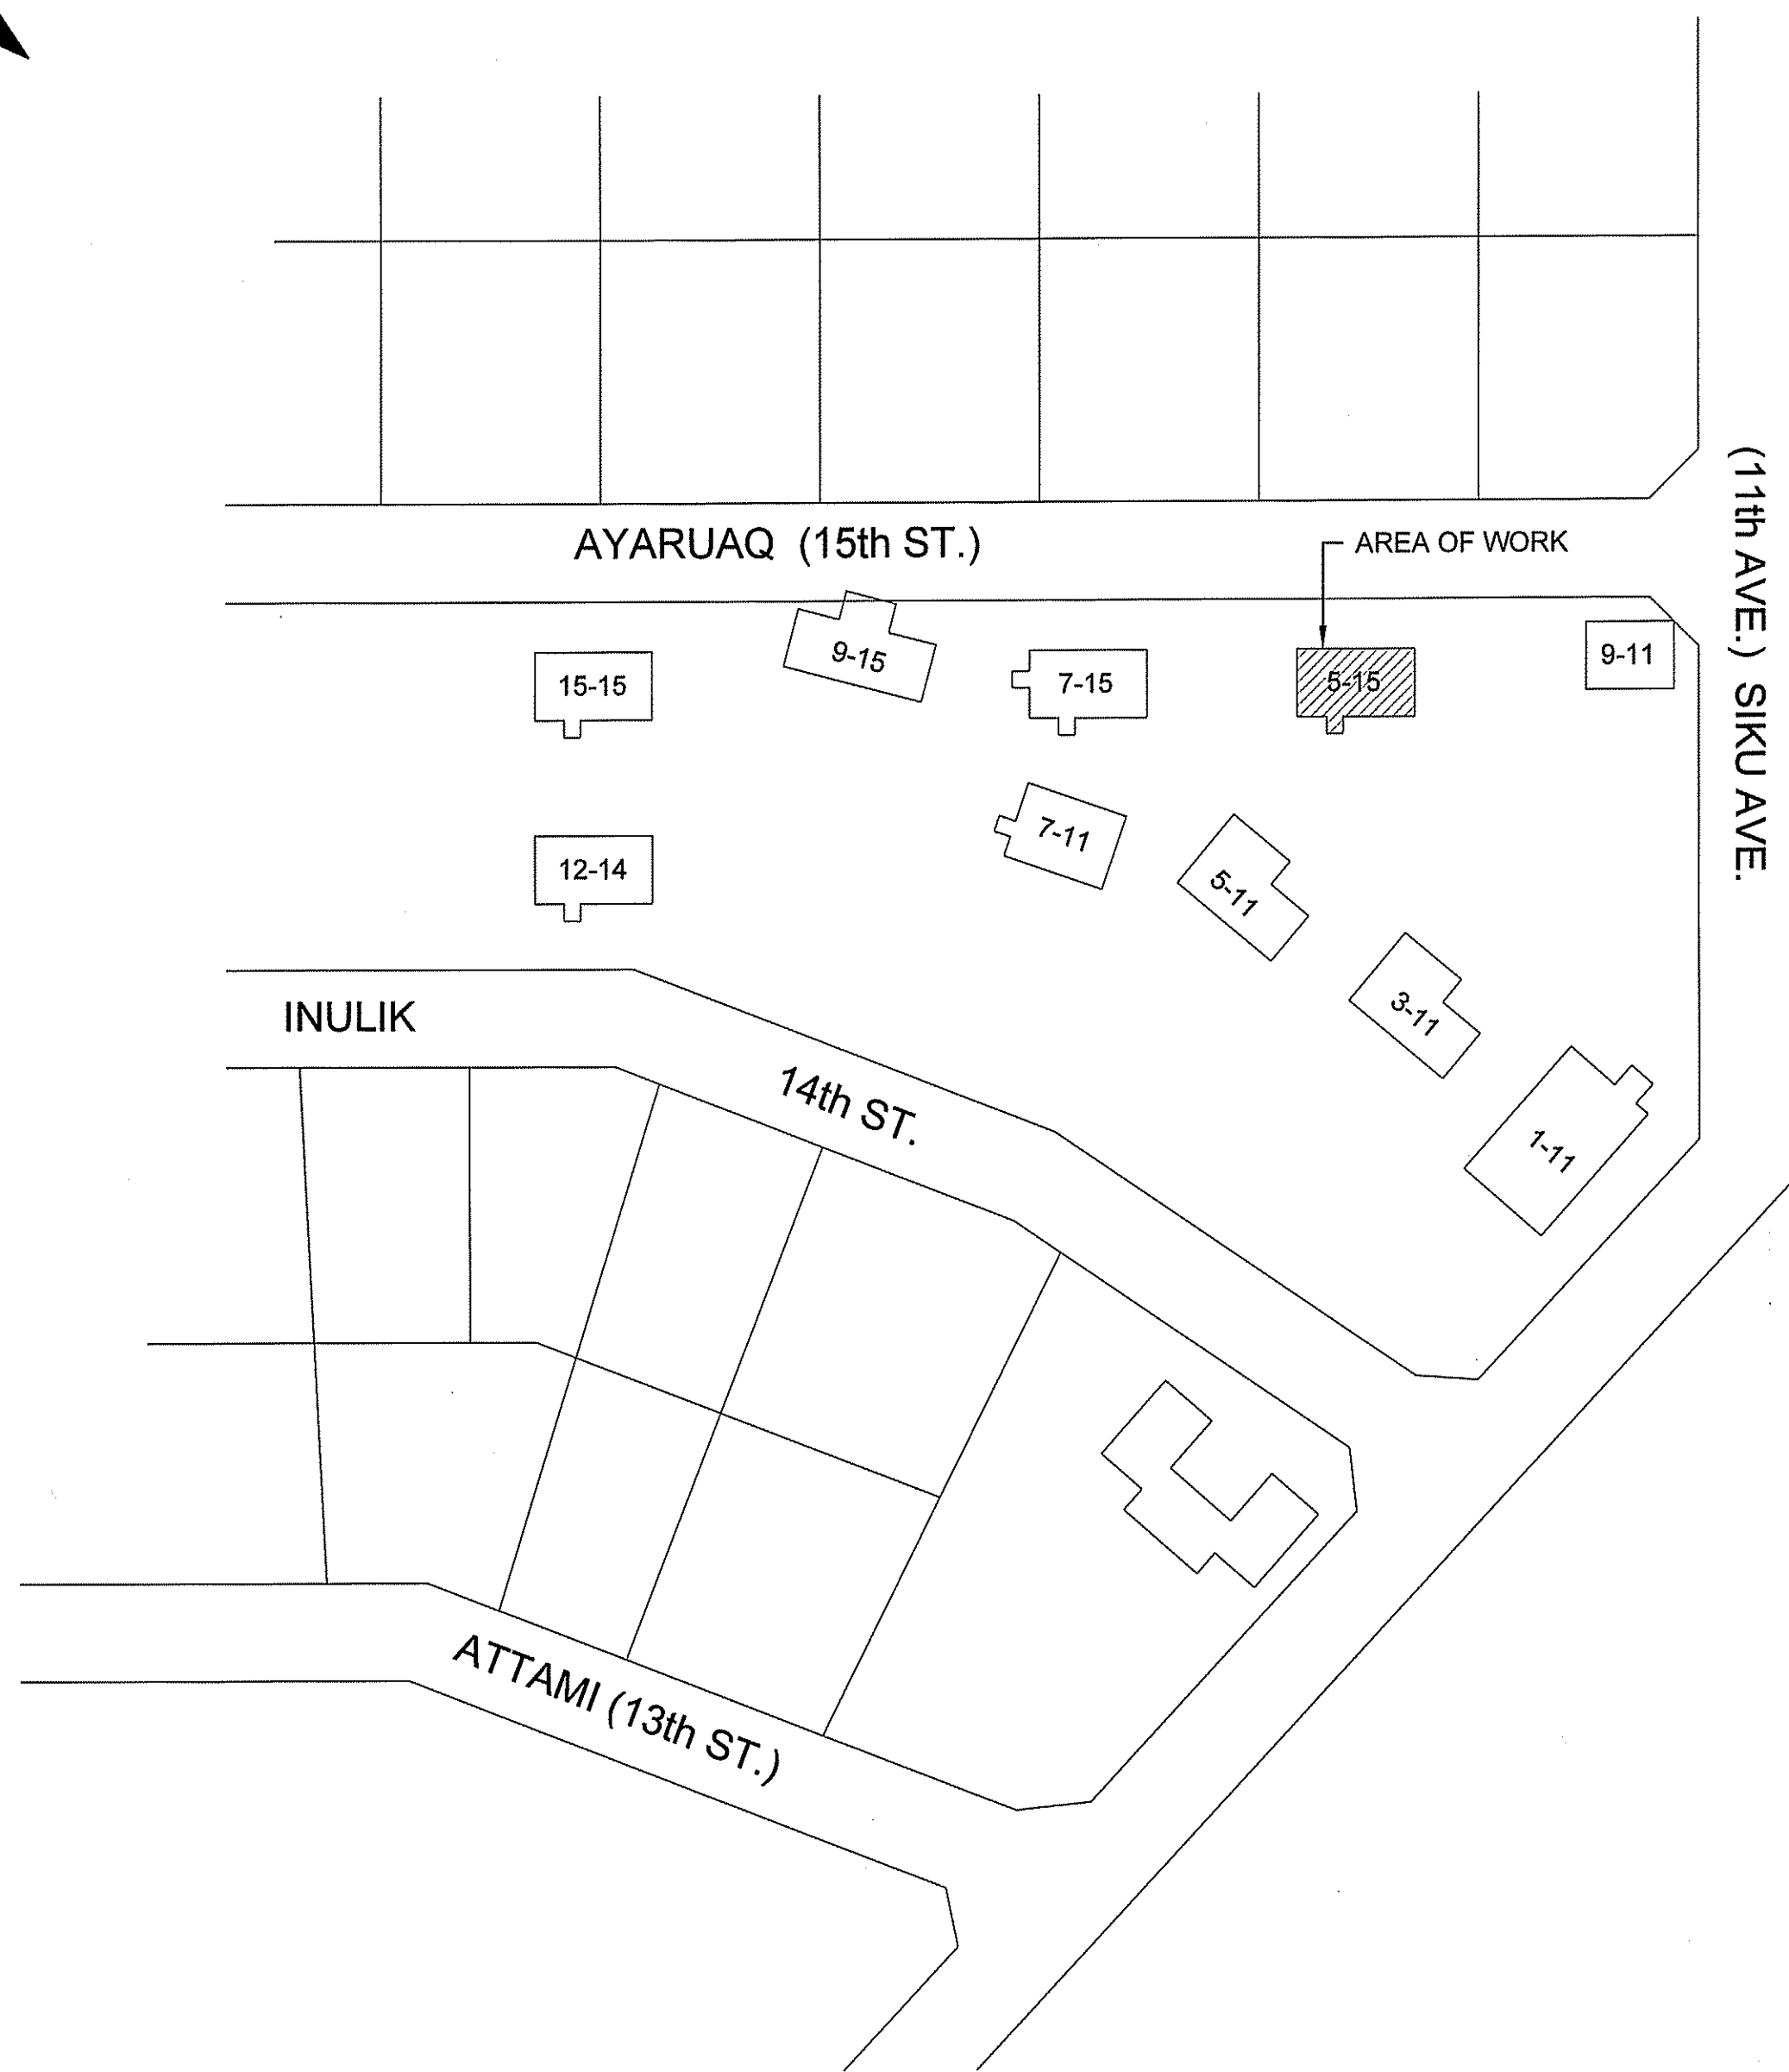 AYARUAQ (15th ST.)
AREA OF WORK
(11th AVE.) SIKU AVE.
9-15
9-11
15-15
7-15
5-15
7-11
12-14
5-11
3-11
INULIK
14th ST.
1-11
ATTAMI (13th ST.)